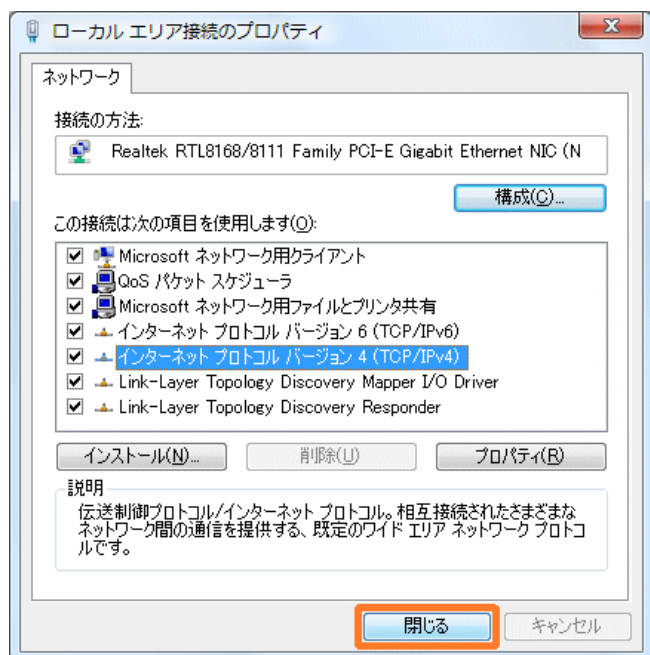 ローカル エリア接続のプロパティ
ネットワーク
接続の方法:
Realtek RTL8168/8111 Family PCI-E Gigabit Ethernet NIC (N
構成(C)...
この接続は次の項目を使用します(O):
Microsoft ネットワーク用クライアント
QoS パケット スケジューラ
Microsoft ネットワーク用ファイルとプリンタ共有
インターネット プロトコル バージョン 6 (TCP/IPv6)
インターネット プロトコル バージョン 4 (TCP/IPv4)
Link-Layer Topology Discovery Mapper I/O Driver
Link-Layer Topology Discovery Responder
インストール(N)... 削除(U) プロパティ(R)
説明
伝送制御プロトコル/インターネット プロトコル。相互接続されたさまざまな
ネットワーク間の通信を提供する、既定のワイド エリア ネットワーク プロトコ
ルです。
閉じる キャンセル